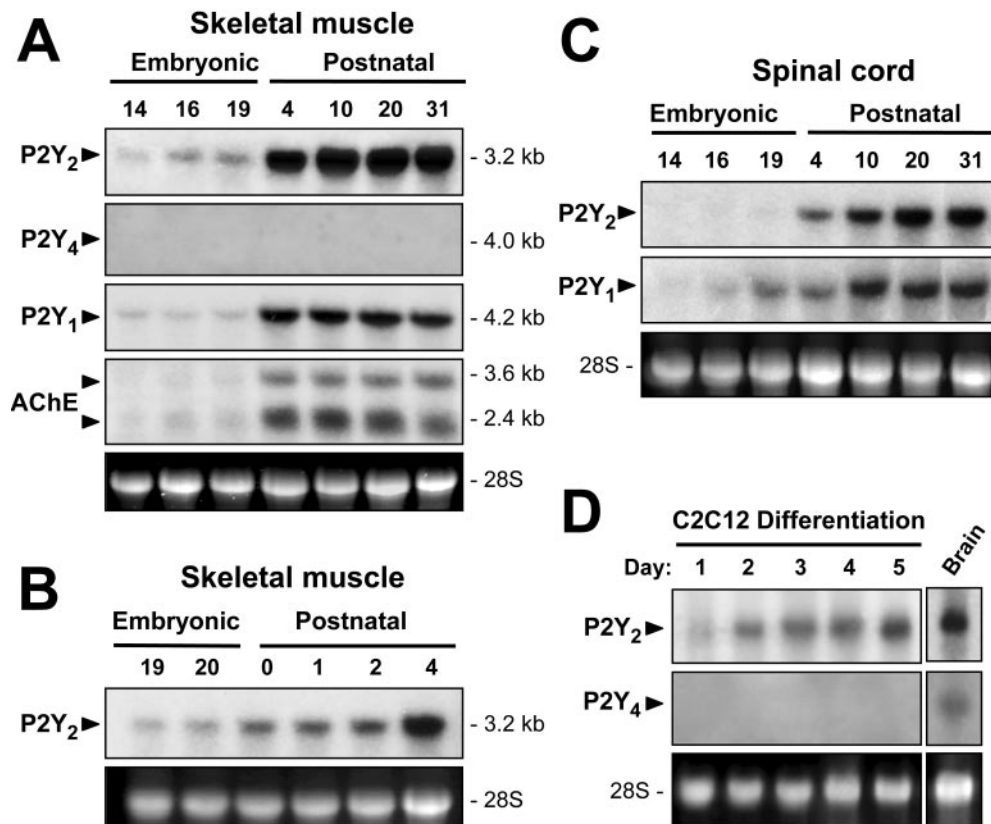 A
Skeletal muscle
Embryonic Postnatal
14 16 19 4 10 20 31
P2Y₂ - 3.2 kb
P2Y₄ - 4.0 kb
P2Y₁ - 4.2 kb
- 3.6 kb
AChE
- 2.4 kb
- 28S
B
Skeletal muscle
Embryonic Postnatal
19 20 0 1 2 4
P2Y₂ - 3.2 kb
- 28S
C
Spinal cord
Embryonic Postnatal
14 16 19 4 10 20 31
P2Y₂
P2Y₁
28S -
D
C2C12 Differentiation
Brain
Day: 1 2 3 4 5
P2Y₂
P2Y₄
28S -